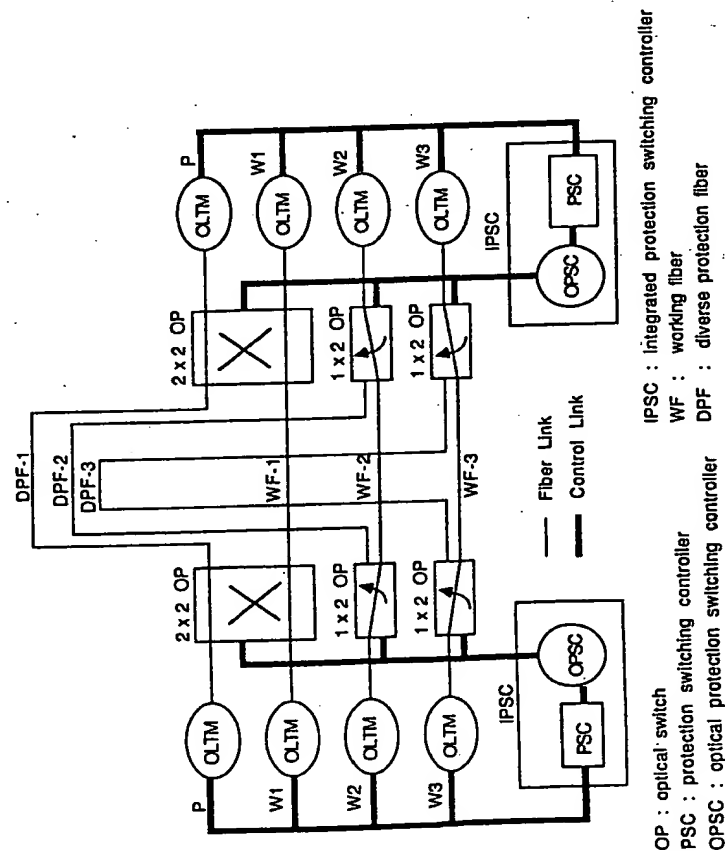 DPF-1
DPF-2
DPF-3
P
2 x 2 OP
2 x 2 OP
P
OLTM
OLTM
W1
WF-1
W1
OLTM
OLTM
W2
1 x 2 OP
WF-2
1 x 2 OP
W2
OLTM
OLTM
W3
1 x 2 OP
WF-3
1 x 2 OP
W3
OLTM
OLTM
IPSC
Fiber Link
IPSC
PSC
OPSC
Control Link
OPSC
PSC
OP : optical switch
PSC : protection switching controller
OPSC : optical protection switching controller
IPSC : Integrated protection switching controller
WF : working fiber
DPF : diverse protection fiber